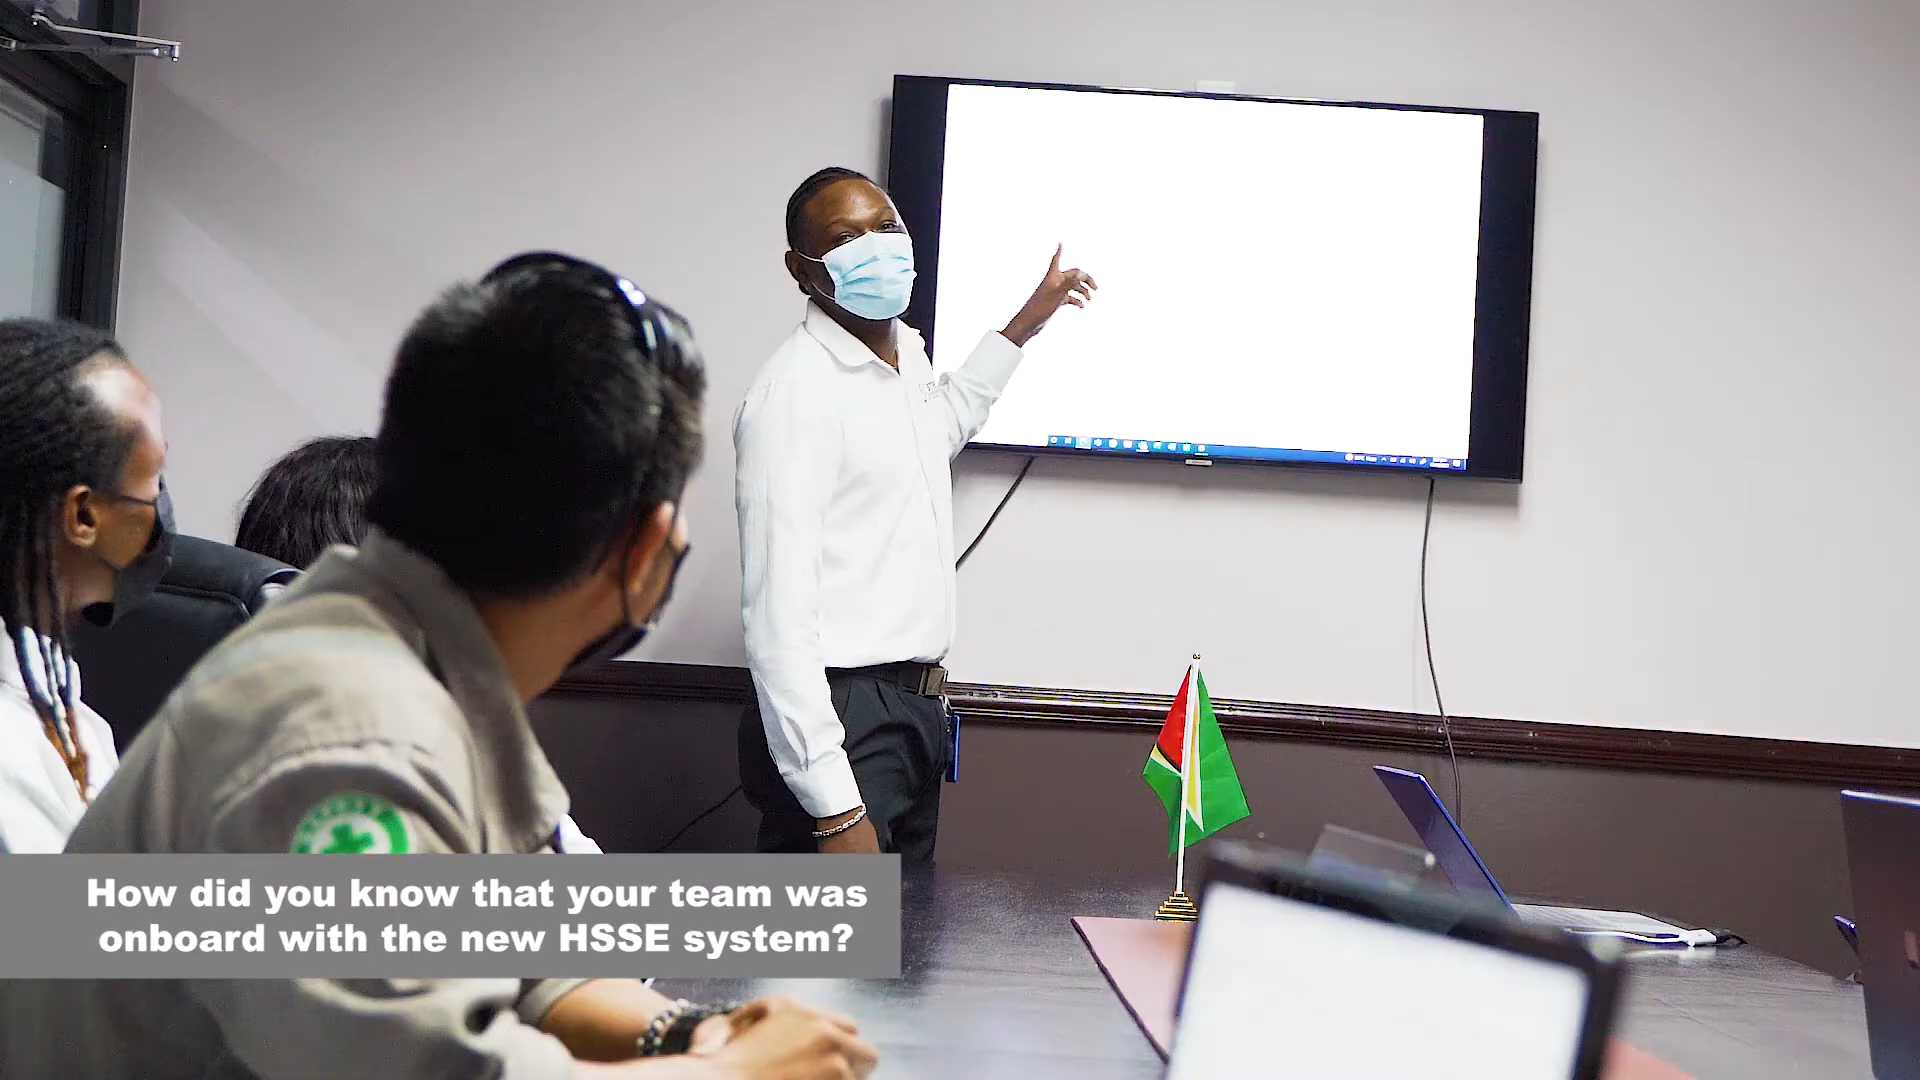 How did you know that your team was
onboard with the new HSSE system?